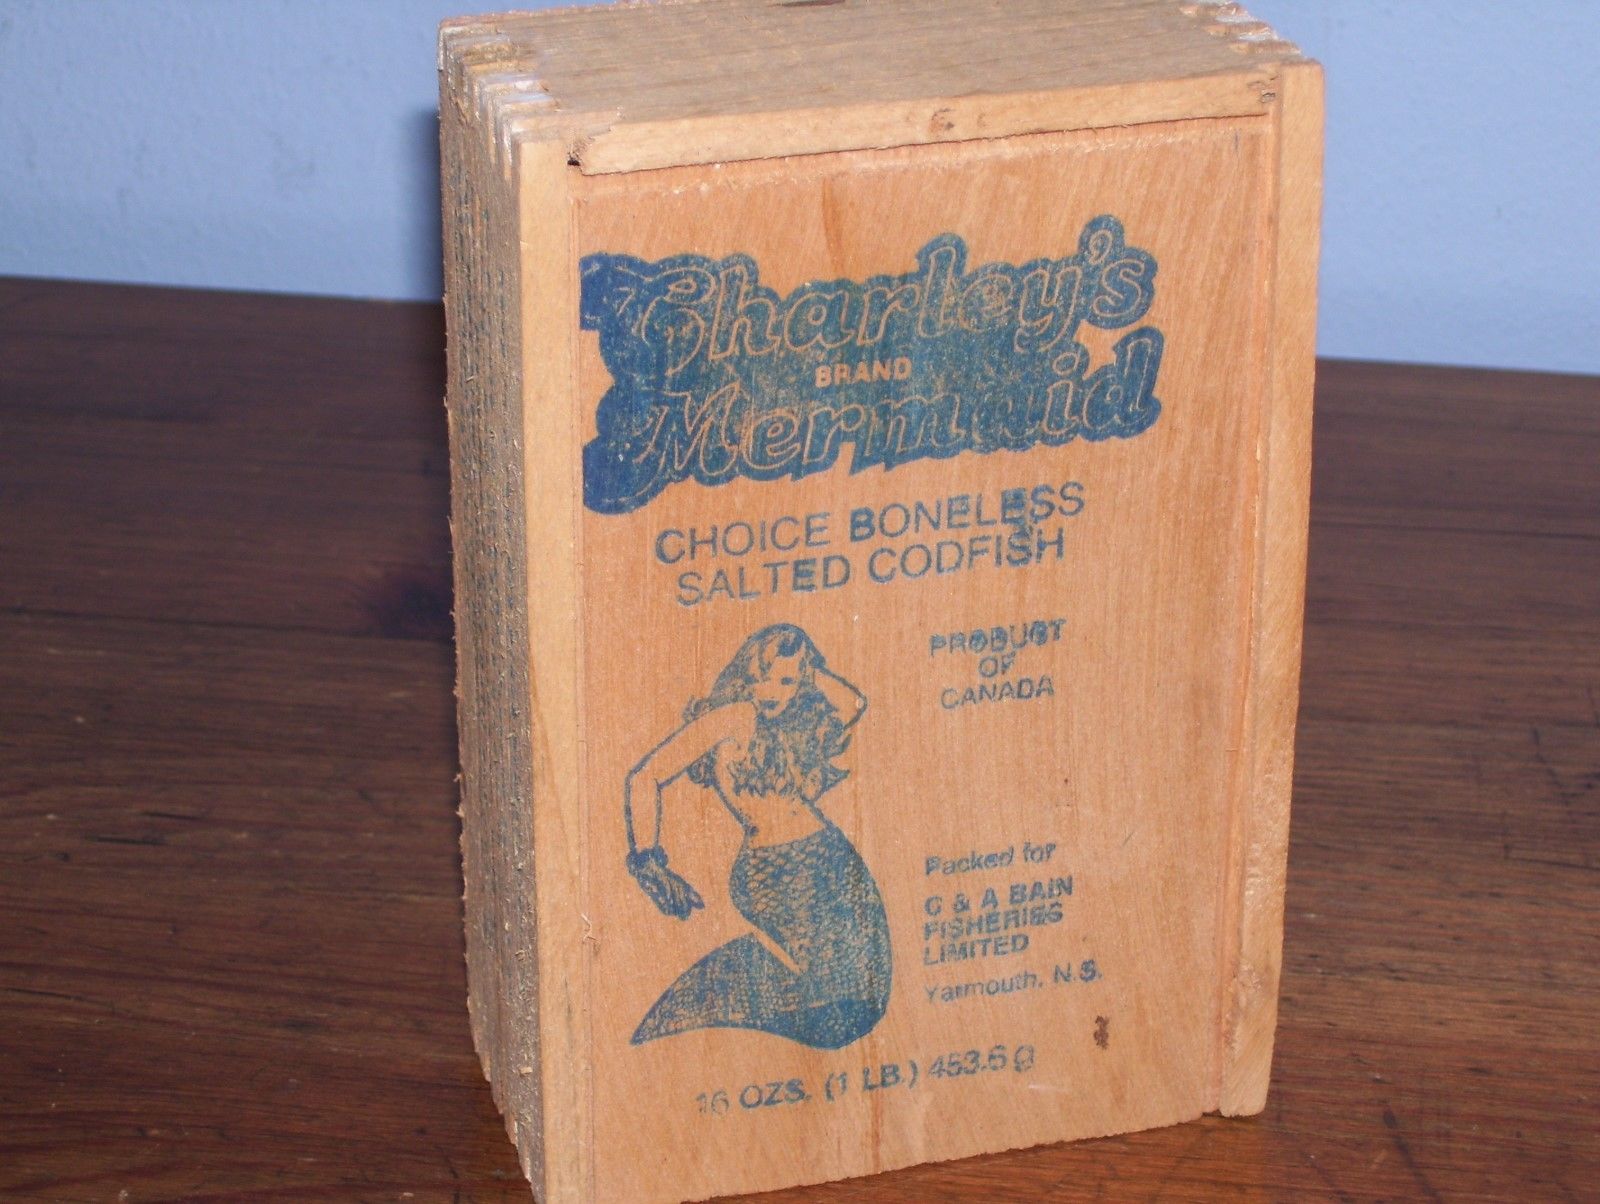 Charley's
BRAND
Mermaid
CHOICE BONELESS
SALTED CODFISH
PRODUCT
OF
CANADA
Packed for
C & A BAIN
FISHERIES
LIMITED
Yarmouth, N.S.
16 OZS. (1 LB.) 453.6 g